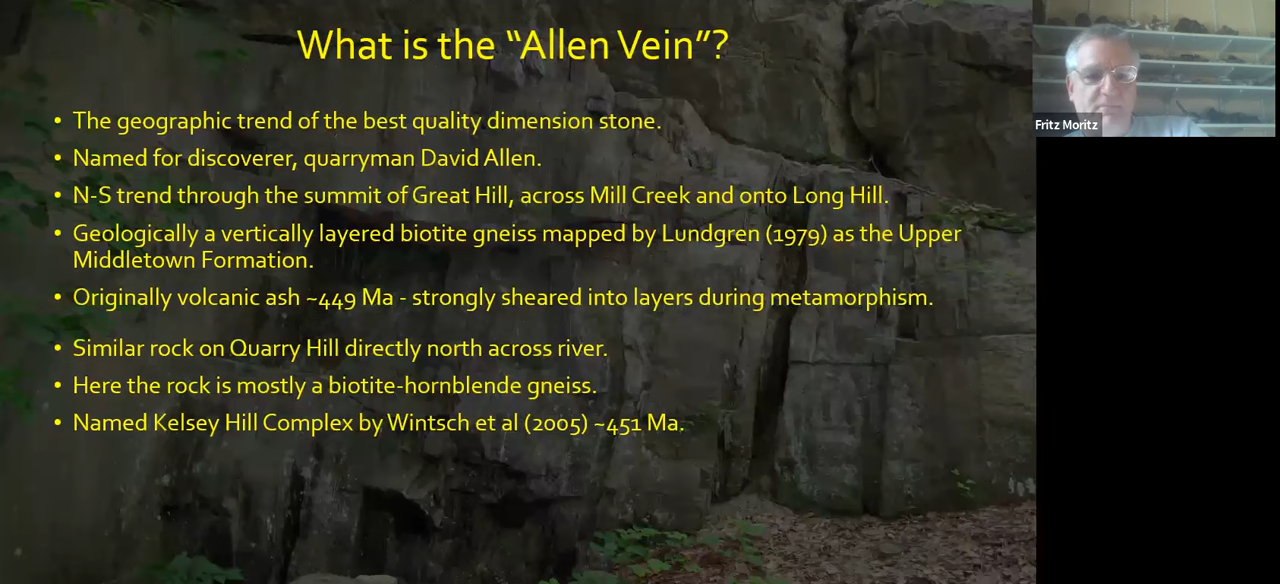 What is the “Allen Vein”?
• The geographic trend of the best quality dimension stone.
• Named for discoverer, quarryman David Allen.
• N-S trend through the summit of Great Hill, across Mill Creek and onto Long Hill.
• Geologically a vertically layered biotite gneiss mapped by Lundgren (1979) as the Upper
Middletown Formation.
• Originally volcanic ash ~449 Ma - strongly sheared into layers during metamorphism.
• Similar rock on Quarry Hill directly north across river.
• Here the rock is mostly a biotite-hornblende gneiss.
• Named Kelsey Hill Complex by Wintsch et al (2005) ~451 Ma.
Fritz Moritz